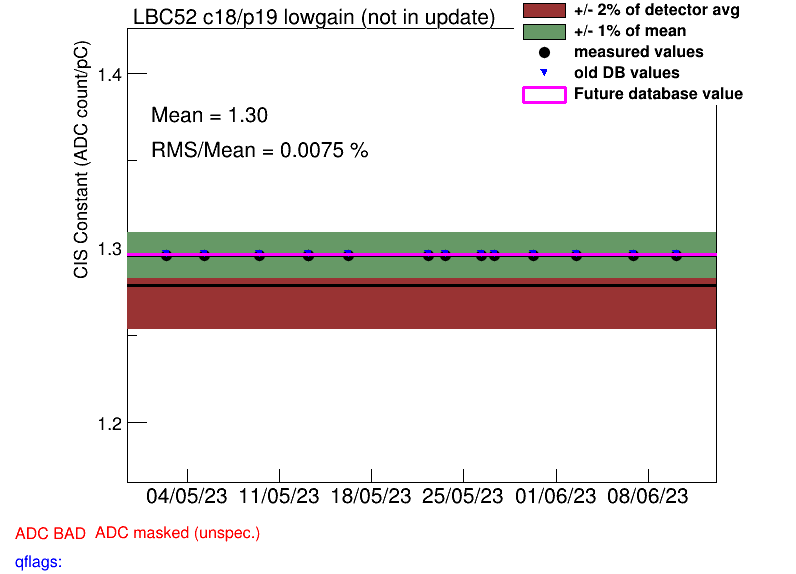 LBC52 c18/p19 lowgain (not in update)
+/- 2% of detector avg
+/- 1% of mean
measured values
old DB values
Future database value
CIS Constant (ADC count/pC)
Mean = 1.30
RMS/Mean = 0.0075 %
1.4
1.3
1.2
04/05/23 11/05/23 18/05/23 25/05/23 01/06/23 08/06/23
ADC BAD ADC masked (unspec.)
qflags: